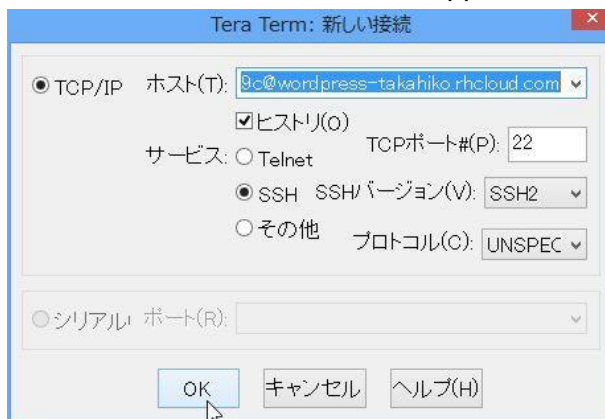 Tera Term: 新しい接続
TCP/IP
ホスト(T): 9c@wordpress-takahiko.rhcloud.com
ヒストリ(O)
サービス: Telnet
TCPポート#(P): 22
SSH
SSHバージョン(V): SSH2
その他
プロトコル(C): UNSPEC
シリアル
ポート(R):
OK
キャンセル
ヘルプ(H)